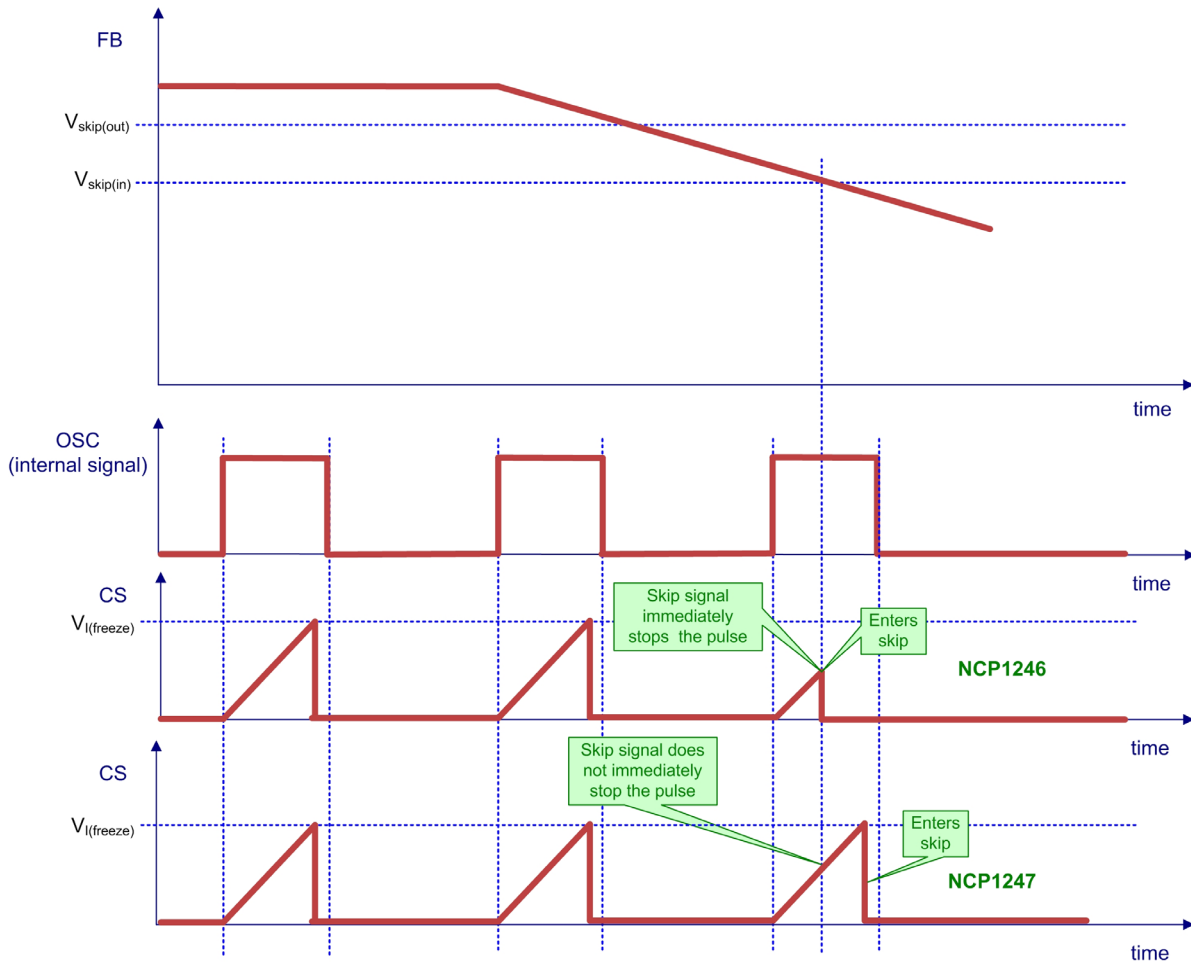 FB
Vskip(out)
Vskip(in)
time
OSC
(internal signal)
time
CS
VI(freeze)
Skip signal
immediately
stops the pulse
Enters
skip
NCP1246
time
CS
VI(freeze)
Skip signal does
not immediately
stop the pulse
Enters
skip
NCP1247
time